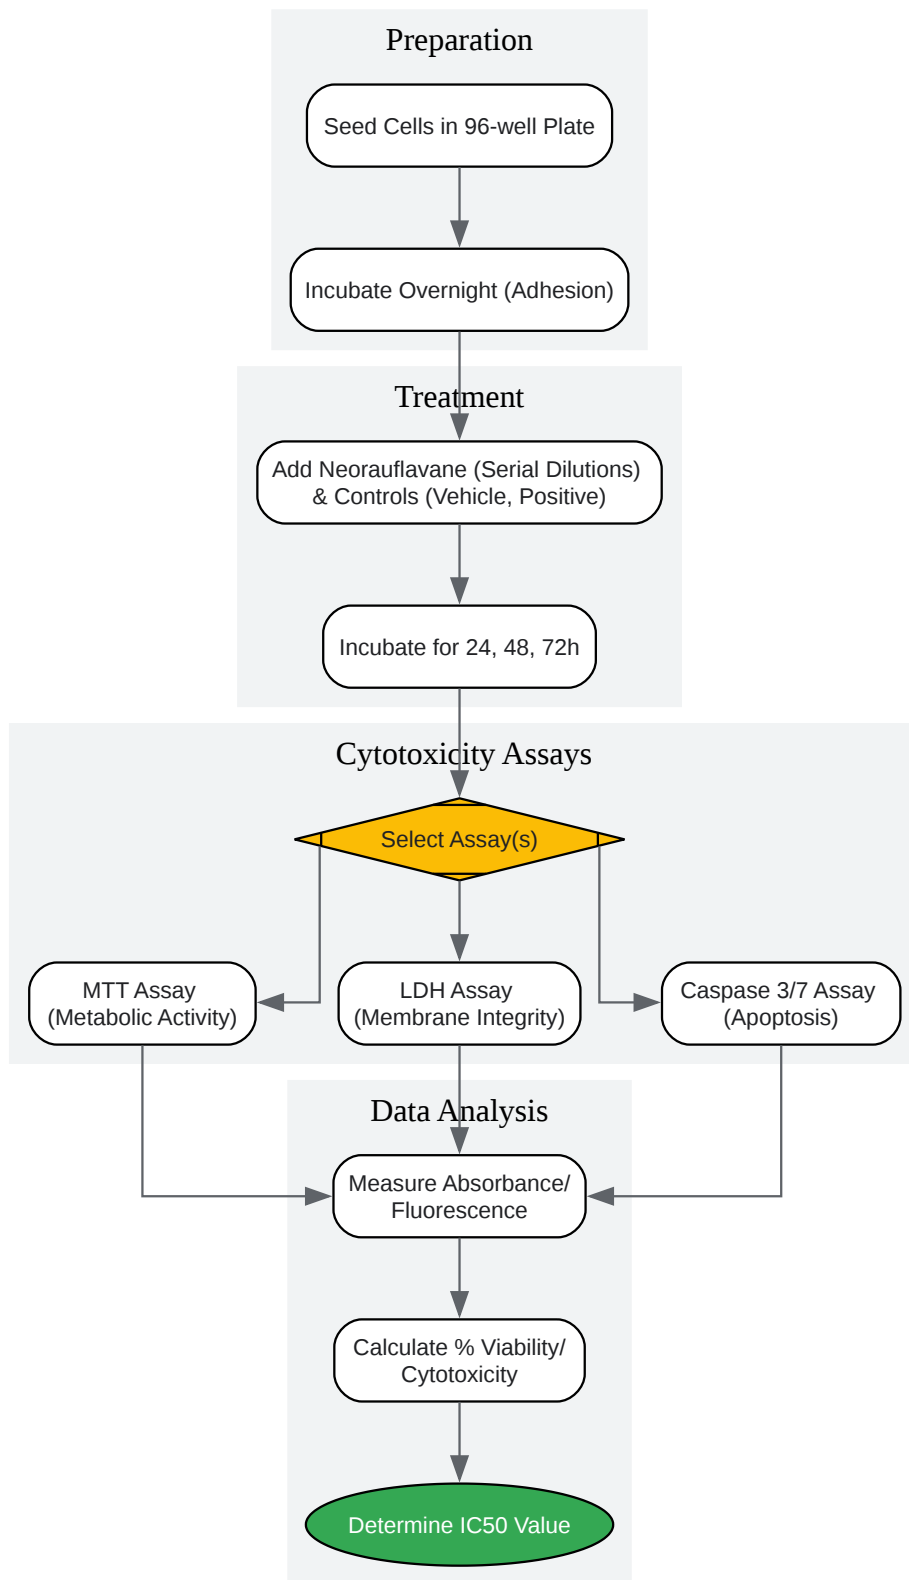 Preparation
Seed Cells in 96-well Plate
Incubate Overnight (Adhesion)
Treatment
Add Neorauflavane (Serial Dilutions)
& Controls (Vehicle, Positive)
Incubate for 24, 48, 72h
Cytotoxicity Assays
Select Assay(s)
MTT Assay
(Metabolic Activity)
LDH Assay
(Membrane Integrity)
Caspase 3/7 Assay
(Apoptosis)
Data Analysis
Measure Absorbance/
Fluorescence
Calculate % Viability/
Cytotoxicity
Determine IC50 Value